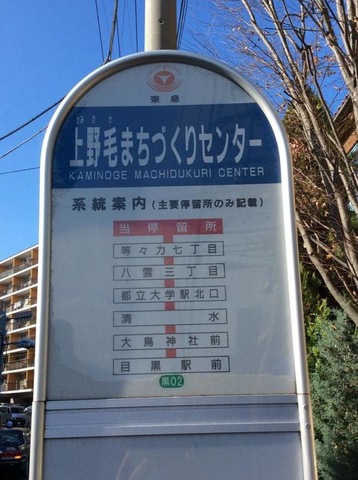 東急
かみのげ
上野毛まちづくりセンター
KAMINOGE MACHIDUKURI CENTER
系統案内(主要停留所のみ記載)
当停留所
等々力七丁目
八雲三丁目
都立大学駅北口
清水
大鳥神社前
目黒駅前
黒02